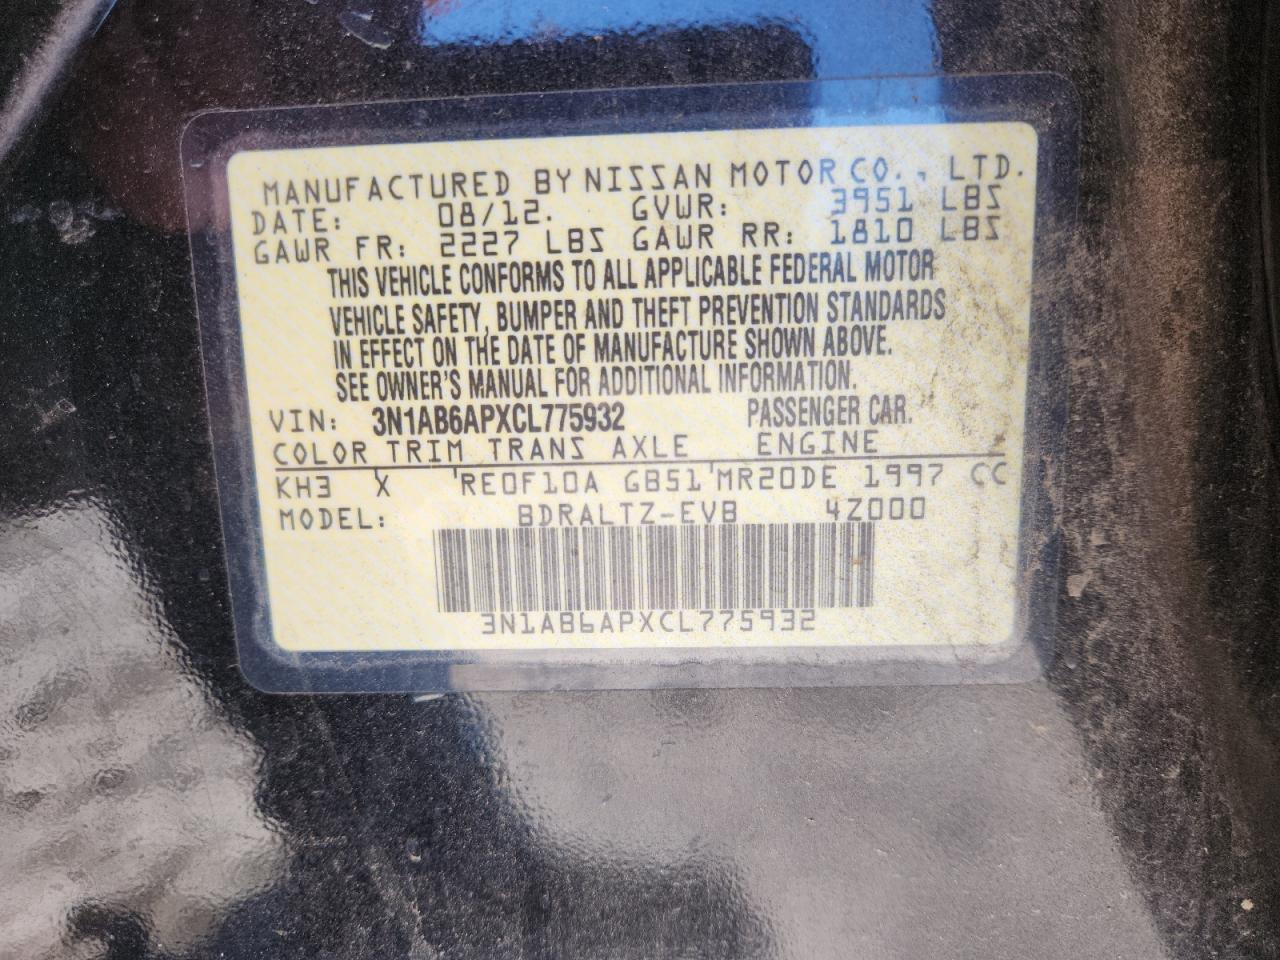 MANUFACTURED BY NISSAN MOTOR CO., LTD.
DATE: 08/12. GVWR: 3951 LBS
GAWR FR: 2227 LBS GAWR RR: 1810 LBS
THIS VEHICLE CONFORMS TO ALL APPLICABLE FEDERAL MOTOR
VEHICLE SAFETY, BUMPER AND THEFT PREVENTION STANDARDS
IN EFFECT ON THE DATE OF MANUFACTURE SHOWN ABOVE.
SEE OWNER'S MANUAL FOR ADDITIONAL INFORMATION.
VIN: 3N1AB6APXCL775932 PASSENGER CAR.
COLOR TRIM TRANS AXLE ENGINE
KH3 X RE0F10A GB51 MR20DE 1997 CC
MODEL: BDRALTZ-EVB 4Z000
3N1AB6APXCL775932